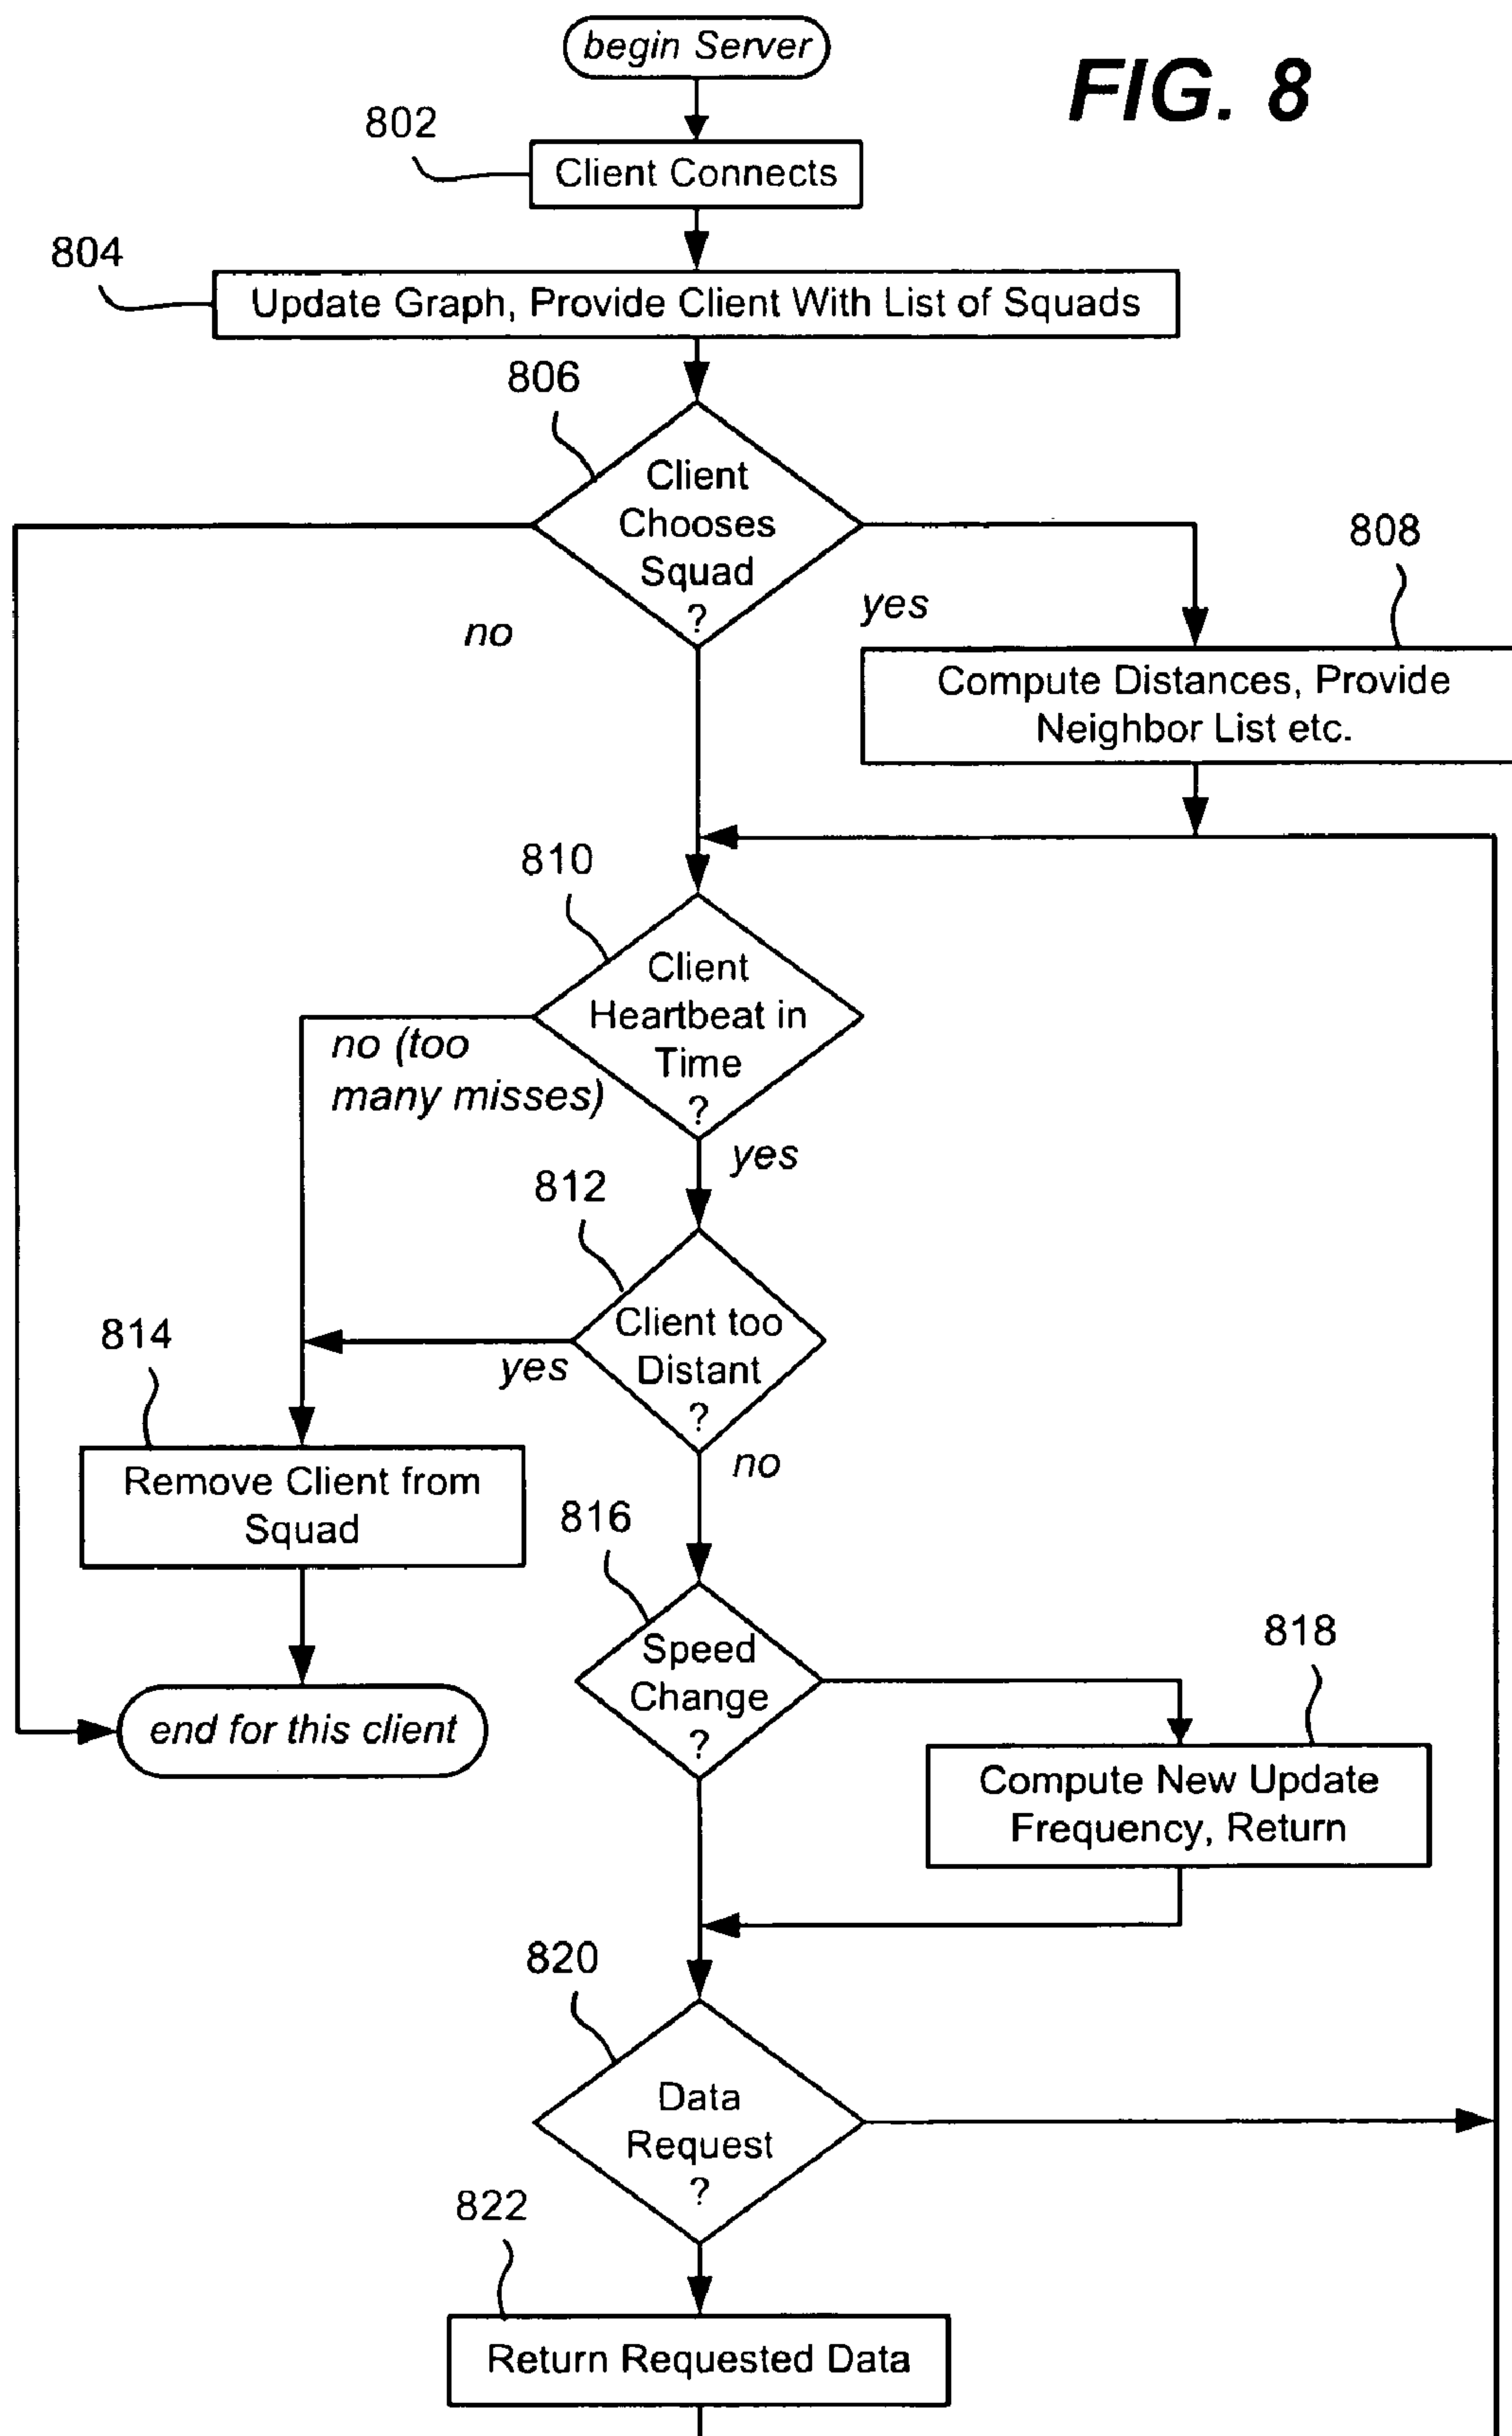 begin Server
FIG. 8
802
Client Connects
804
Update Graph, Provide Client With List of Squads
806
Client
Chooses
Squad
?
no
yes
808
Compute Distances, Provide
Neighbor List etc.
810
Client
Heartbeat in
Time
?
no (too
many misses)
yes
812
Client too
Distant
?
yes
no
814
Remove Client from
Squad
816
Speed
Change
?
818
Compute New Update
Frequency, Return
end for this client
820
Data
Request
?
822
Return Requested Data